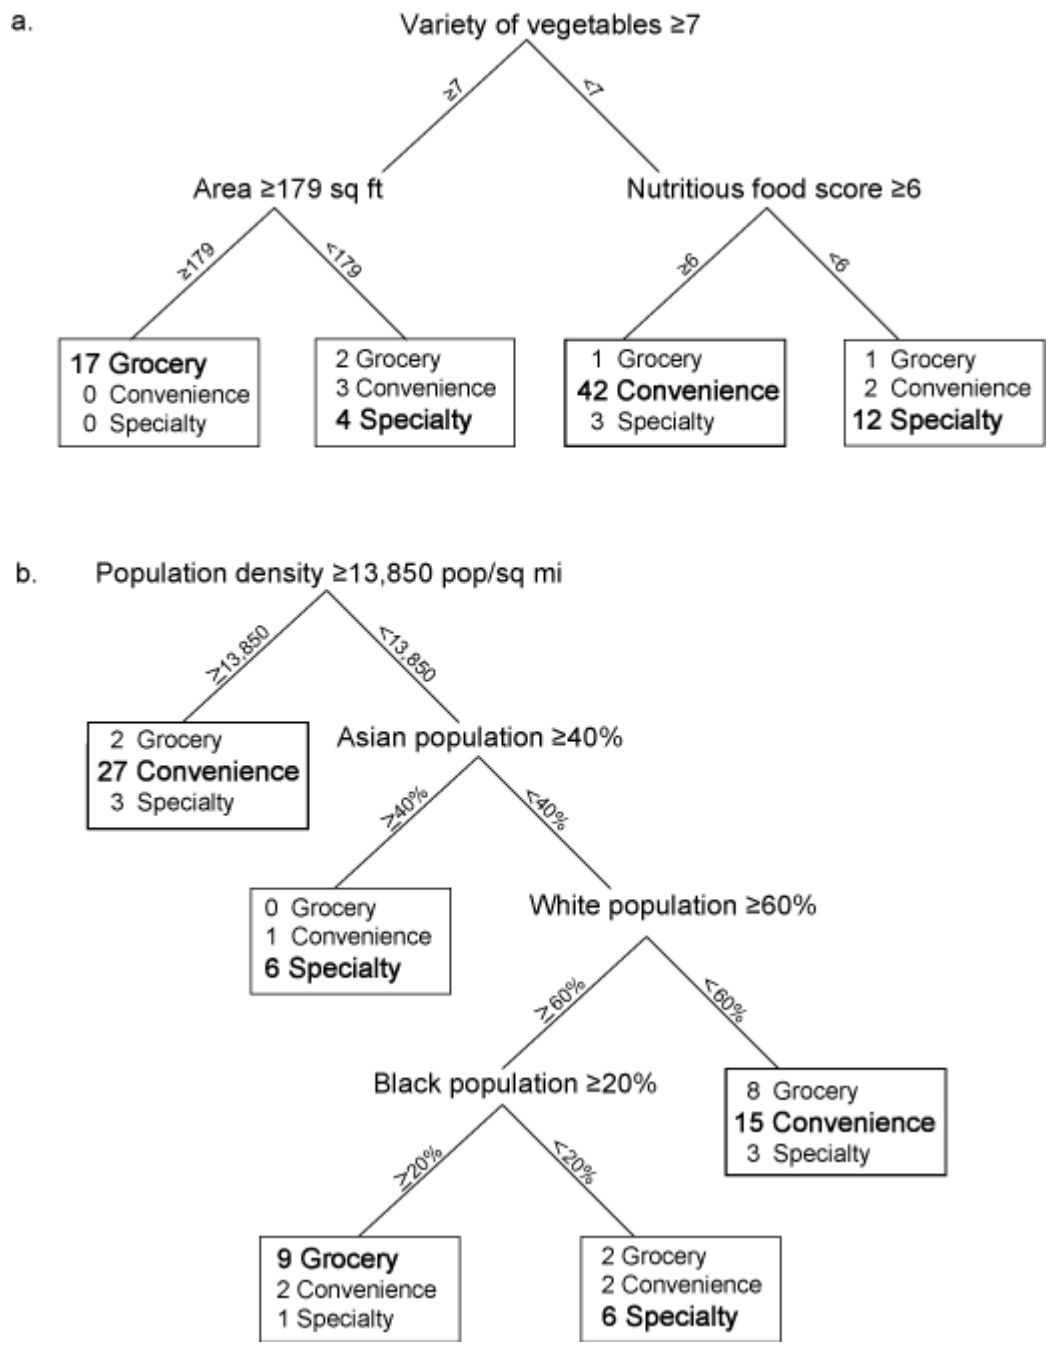 a.
Variety of vegetables ≥7
≥7
<7
Area ≥179 sq ft
Nutritious food score ≥6
≥179
<179
≥6
<6
17 Grocery
0 Convenience
0 Specialty
2 Grocery
3 Convenience
4 Specialty
1 Grocery
42 Convenience
3 Specialty
1 Grocery
2 Convenience
12 Specialty
b.
Population density ≥13,850 pop/sq mi
≥13,850
<13,850
2 Grocery
27 Convenience
3 Specialty
Asian population ≥40%
≥40%
<40%
0 Grocery
1 Convenience
6 Specialty
White population ≥60%
≥60%
<60%
Black population ≥20%
8 Grocery
15 Convenience
3 Specialty
≥20%
<20%
9 Grocery
2 Convenience
1 Specialty
2 Grocery
2 Convenience
6 Specialty